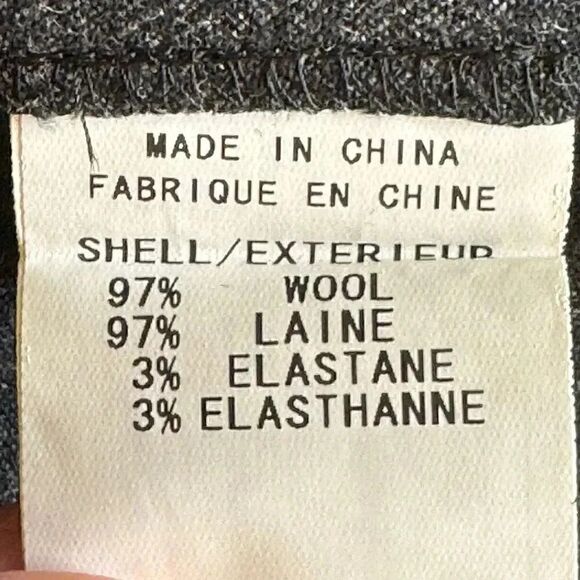 MADE IN CHINA
FABRIQUE EN CHINE
SHELL/EXTERIEUR
97% WOOL
97% LAINE
3% ELASTANE
3% ELASTHANNE